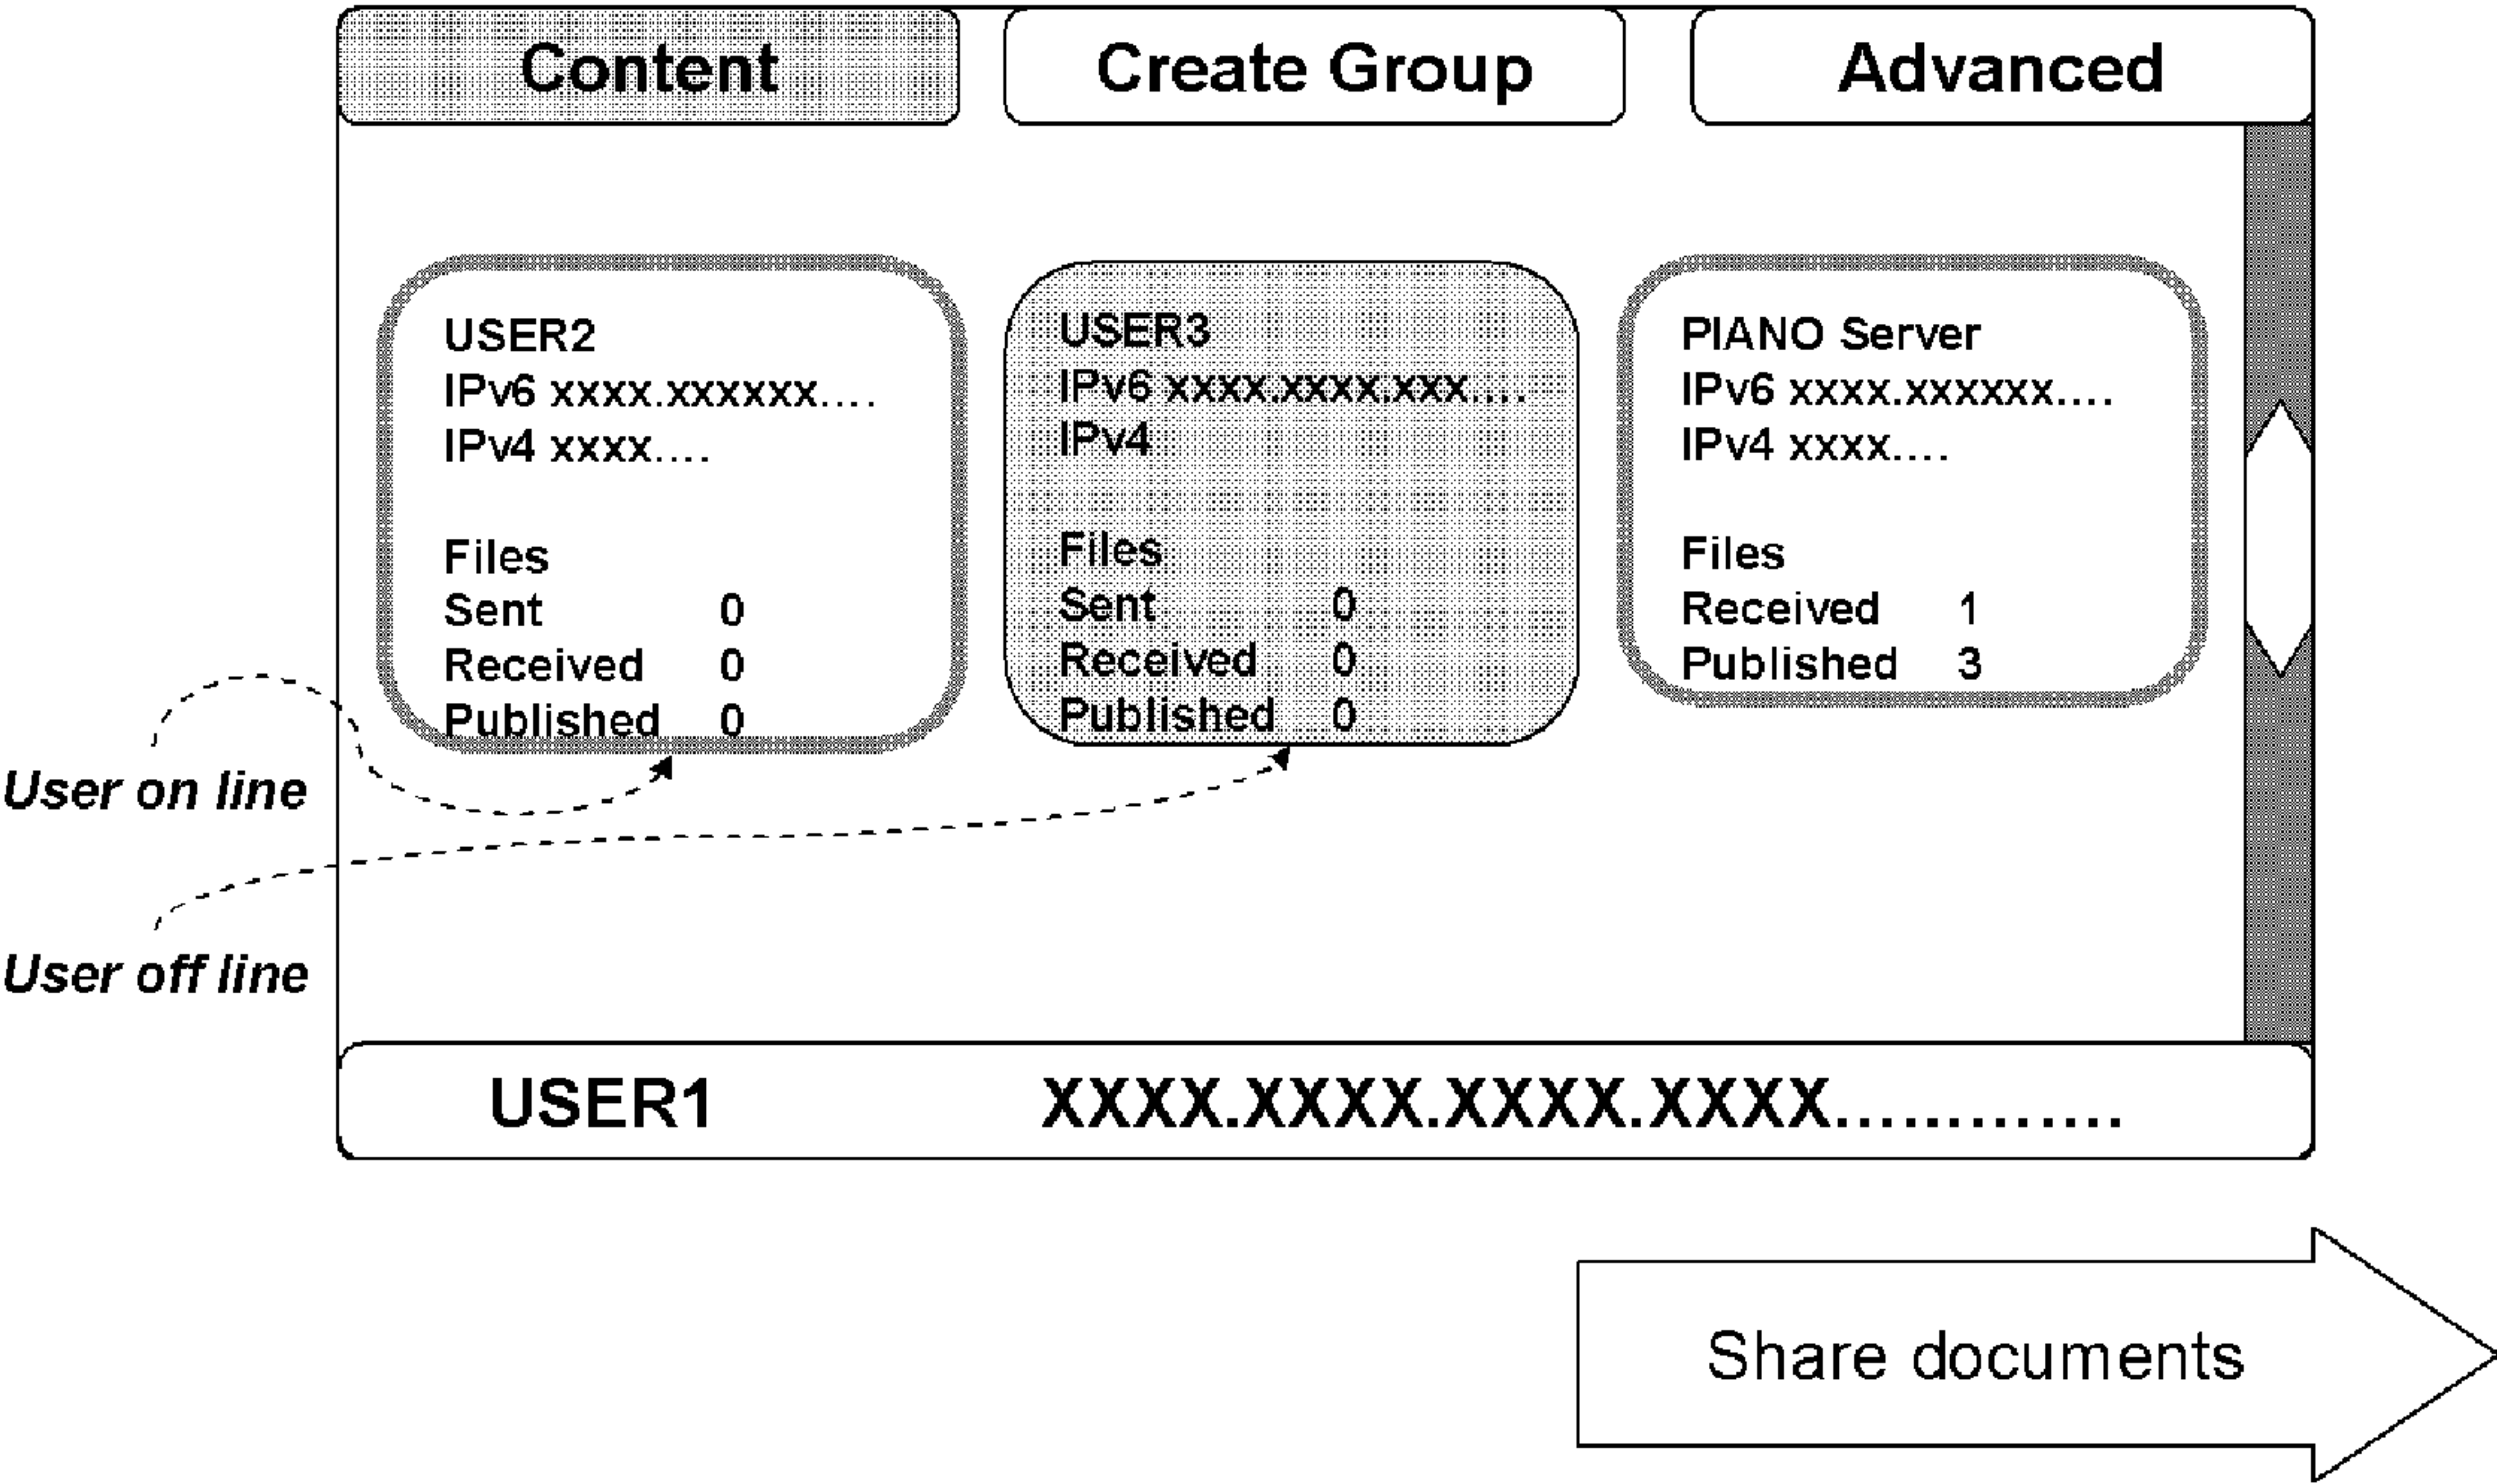 Content
Create Group
Advanced
USER2
IPv6 xxxx.xxxxxx....
IPv4 xxxx....
Files
Sent 0
Received 0
Published 0
USER3
IPv6 xxxx.xxxx.xxx....
IPv4
Files
Sent 0
Received 0
Published 0
PIANO Server
IPv6 xxxx.xxxxxx....
IPv4 xxxx....
Files
Received 1
Published 3
User on line
User off line
USER1 XXXX.XXXX.XXXX.XXXX.............
Share documents